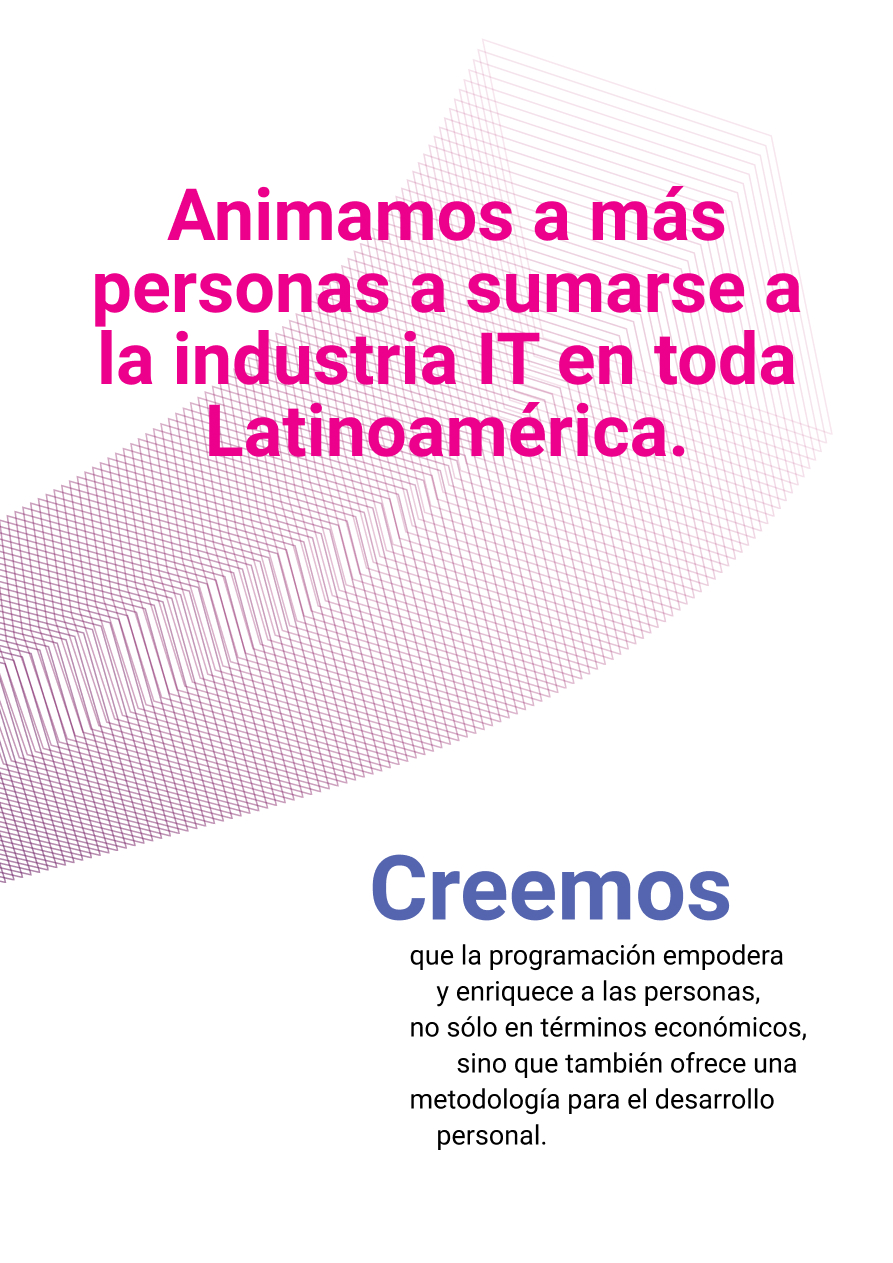 Animamos a más
personas a sumarse a
la industria IT en toda
Latinoamérica.
Creemos
que la programación empodera
y enriquece a las personas,
no sólo en términos económicos,
sino que también ofrece una
metodología para el desarrollo
personal.